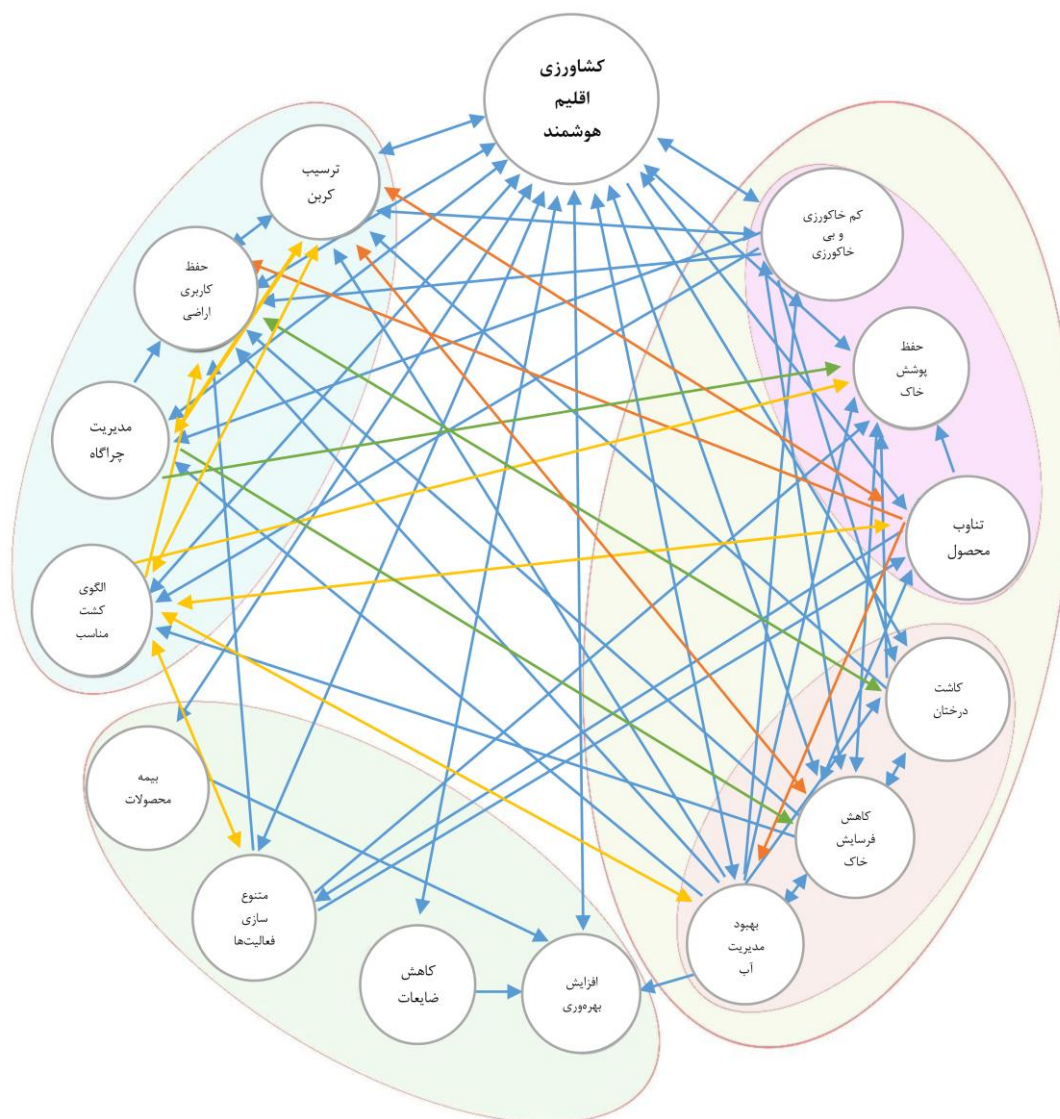 کشاورزی
اقلیم
هوشمند
کم خاکورزی
و بی
خاکورزی
حفظ
پوشش
خاک
تناوب
محصول
کاشت
درختان
کاهش
فرسایش
خاک
بهبود
مدیریت
آب
افزایش
بهره‌وری
کاهش
ضایعات
متنوع
سازی
فعالیت‌ها
بیمه
محصولات
الگوی
کشت
مناسب
مدیریت
چراگاه
حفظ
کاربری
اراضی
ترسیب
کربن